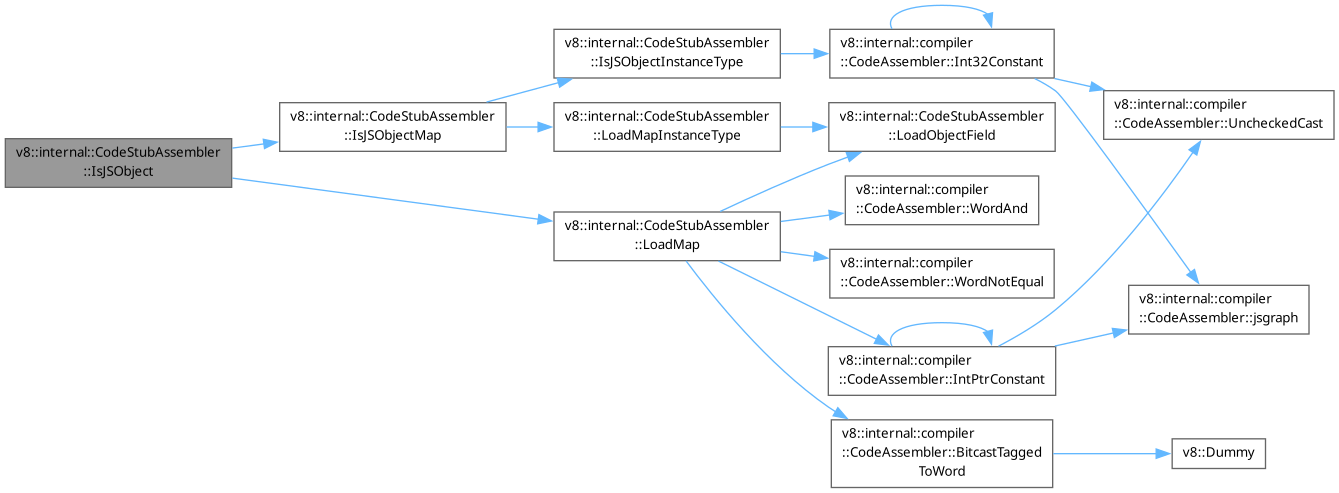 v8::internal::CodeStubAssembler
::IsJSObject
v8::internal::CodeStubAssembler
::IsJSObjectMap
v8::internal::CodeStubAssembler
::IsJSObjectInstanceType
v8::internal::CodeStubAssembler
::LoadMapInstanceType
v8::internal::CodeStubAssembler
::LoadMap
v8::internal::compiler
::CodeAssembler::Int32Constant
v8::internal::CodeStubAssembler
::LoadObjectField
v8::internal::compiler
::CodeAssembler::WordAnd
v8::internal::compiler
::CodeAssembler::WordNotEqual
v8::internal::compiler
::CodeAssembler::IntPtrConstant
v8::internal::compiler
::CodeAssembler::BitcastTagged
ToWord
v8::internal::compiler
::CodeAssembler::UncheckedCast
v8::internal::compiler
::CodeAssembler::jsgraph
v8::Dummy